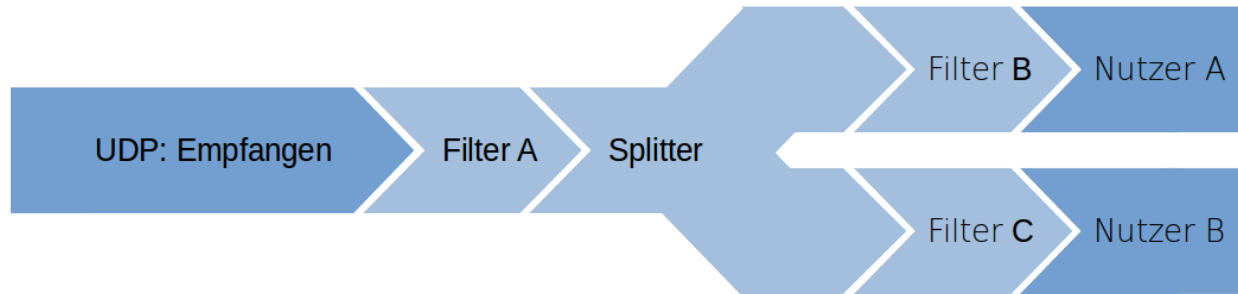 UDP: Empfangen
Filter A
Splitter
Filter B
Nutzer A
Filter C
Nutzer B